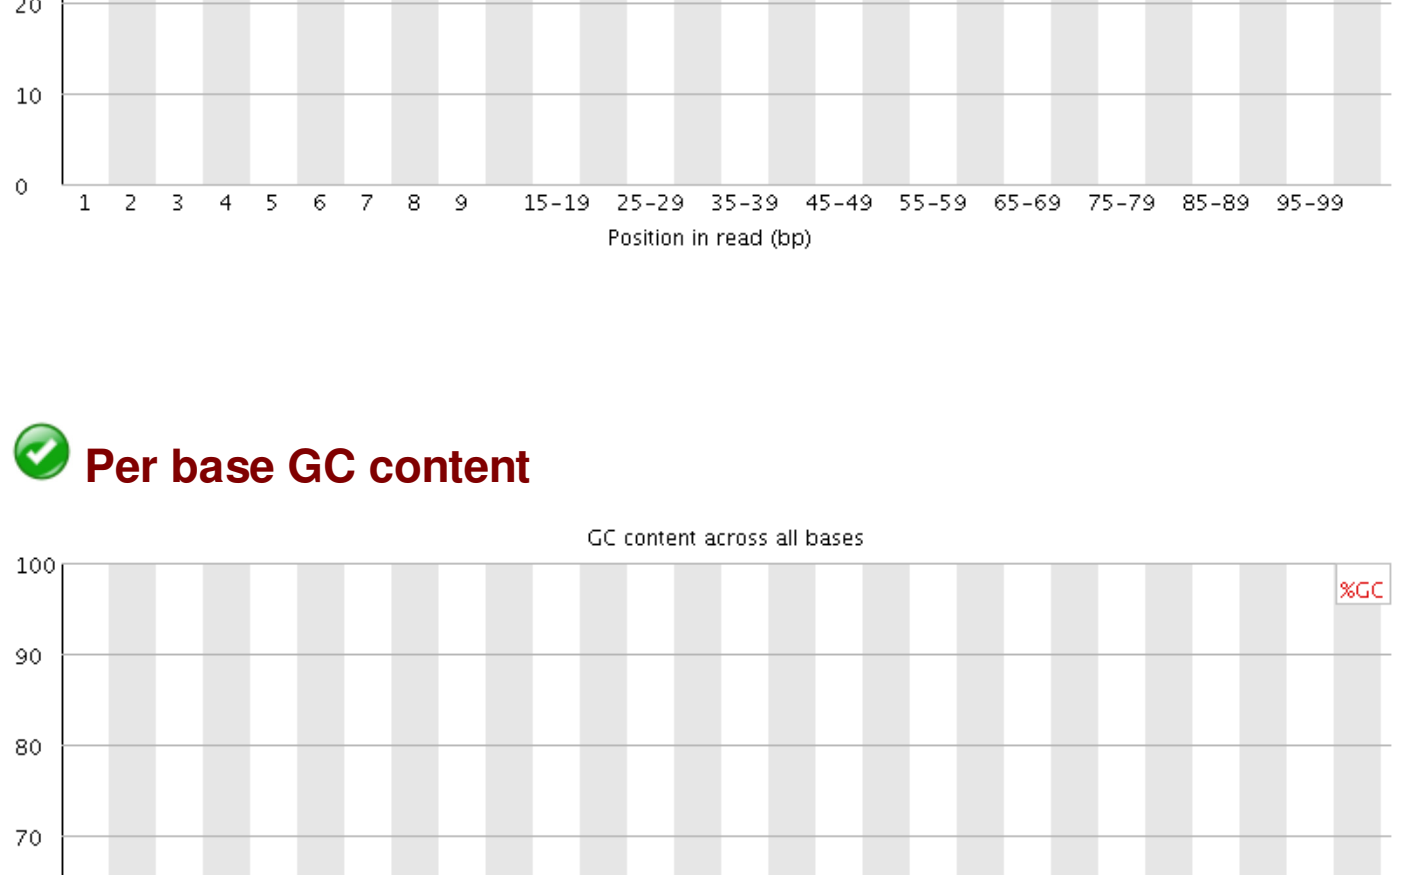 20
10
0
1 2 3 4 5 6 7 8 9 15-19 25-29 35-39 45-49 55-59 65-69 75-79 85-89 95-99
Position in read (bp)
Per base GC content
GC content across all bases
100
%GC
90
80
70